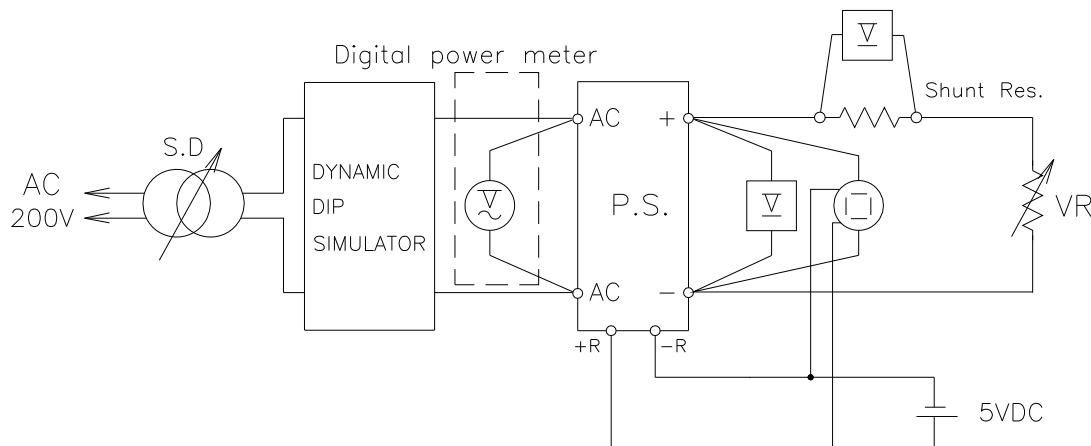 Digital power meter
S.D
AC
200V
DYNAMIC
DIP
SIMULATOR
V
AC
AC
P.S.
+
-
+R
-R
V
V
Shunt Res.
VR
5VDC